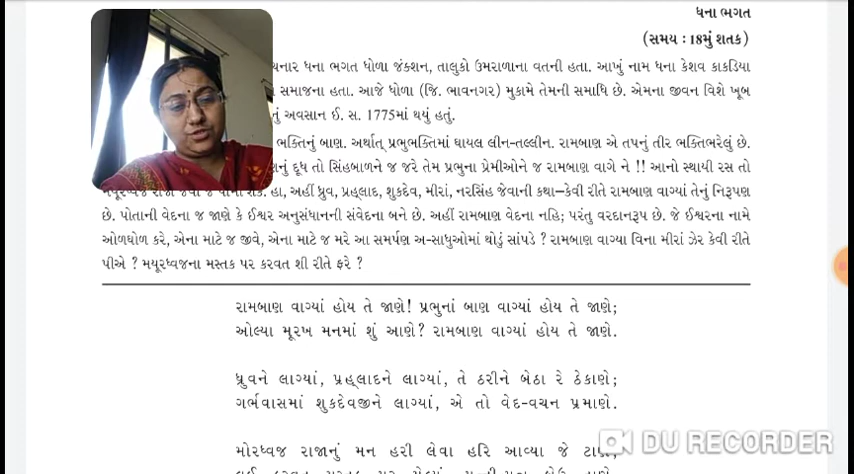 ધના ભગત
(સમય : 18મું શતક)
ધના ભગત ધોળા જંક્શન, તાલુકો ઉમરાળાના વતની હતા. આખું નામ ધના કેશવ કાકડિયા
સમાજના હતા. આજે ધોળા (જિ. ભાવનગર) મુકામે તેમની સમાધિ છે. એમના જીવન વિશે ખૂબ
અવસાન ઈ. સ. 1775માં થયું હતું.
ભક્તિનું બાણ. અર્થાત્ પ્રભુભક્તિમાં ઘાયલ લીન-તલ્લીન. રામબાણ એ તપનું તીર ભક્તિભરેલું છે.
દૂધ તો સિંહબાળને જ જરે તેમ પ્રભુના પ્રેમીઓને જ રામબાણ વાગે ને !! આનો સ્થાયી રસ તો
હા, અહીં ધ્રુવ, પ્રહ્લાદ, શુકદેવ, મીરાં, નરસિંહ જેવાની કથા–કેવી રીતે રામબાણ વાગ્યાં તેનું નિરૂપણ
છે. પોતાની વેદના જ જાણે કે ઈશ્વર અનુસંધાનની સંવેદના બને છે. અહીં રામબાણ વેદના નહિ; પરંતુ વરદાનરૂપ છે. જે ઈશ્વરના નામે
ઓળઘોળ કરે, એના માટે જ જીવે, એના માટે જ મરે આ સમર્પણ અ-સાધુઓમાં થોડું સાંપડે ? રામબાણ વાગ્યા વિના મીરાં ઝેર કેવી રીતે
પીએ ? મયૂરધ્વજના મસ્તક પર કરવત શી રીતે ફરે ?
રામબાણ વાગ્યાં હોય તે જાણે! પ્રભુનાં બાણ વાગ્યાં હોય તે જાણે;
ઓલ્યા મૂરખ મનમાં શું આણે? રામબાણ વાગ્યાં હોય તે જાણે.
ધ્રુવને લાગ્યાં, પ્રહ્લાદને લાગ્યાં, તે ઠરીને બેઠા રે ઠેકાણે;
ગર્ભવાસમાં શુકદેવજીને લાગ્યાં, એ તો વેદ-વચન પ્રમાણે.
મોરધ્વજ રાજાનું મન હરી લેવા હરિ આવ્યા જે
DU RECORDER